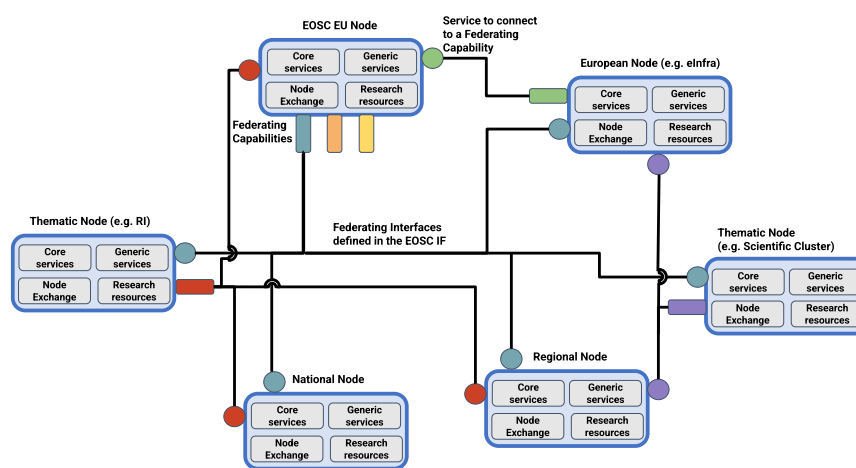 EOSC EU Node
Core services
Generic services
Node Exchange
Research resources
Service to connect
to a Federating
Capability
European Node (e.g. eInfra)
Core services
Generic services
Node Exchange
Research resources
Federating
Capabilities
Thematic Node (e.g. RI)
Core services
Generic services
Node Exchange
Research resources
Federating Interfaces
defined in the EOSC IF
Thematic Node
(e.g. Scientific Cluster)
Core services
Generic services
Node Exchange
Research resources
National Node
Core services
Generic services
Node Exchange
Research resources
Regional Node
Core services
Generic services
Node Exchange
Research resources